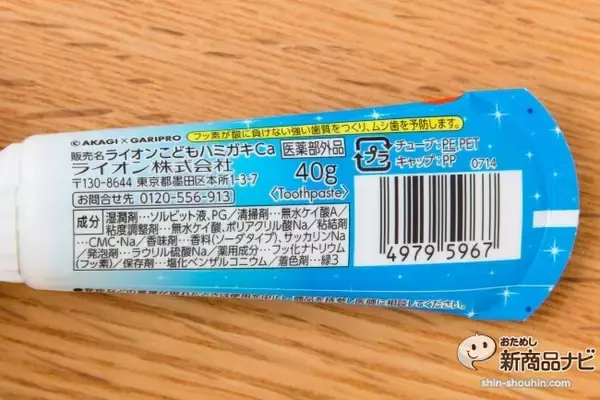 © AKAGI × GARIPRO
フッ素が酸に負けない強い歯質をつくり、ムシ歯を予防します。
販売名 ライオンこどもハミガキCa 医薬部外品
ライオン株式会社 40g
〒130-8644 東京都墨田区本所1-3-7
お問合せ先 0120-556-913 〈Toothpaste〉
プラ
チューブ: PE,PET
キャップ: PP 0714
成分 湿潤剤…ソルビット液、PG/清掃剤…無水ケイ酸A/
粘度調整剤…無水ケイ酸、ポリアクリル酸Na/粘結剤
…CMC・Na/香味剤…香料(ソーダタイプ)、サッカリンNa
/発泡剤…ラウリル硫酸Na/薬用成分…フッ化ナトリウム
(フッ素)/保存剤…塩化ベンザルコニウム/着色剤…緑3
4979 5967
おためし
新商品ナビ
shin-shouhin.com